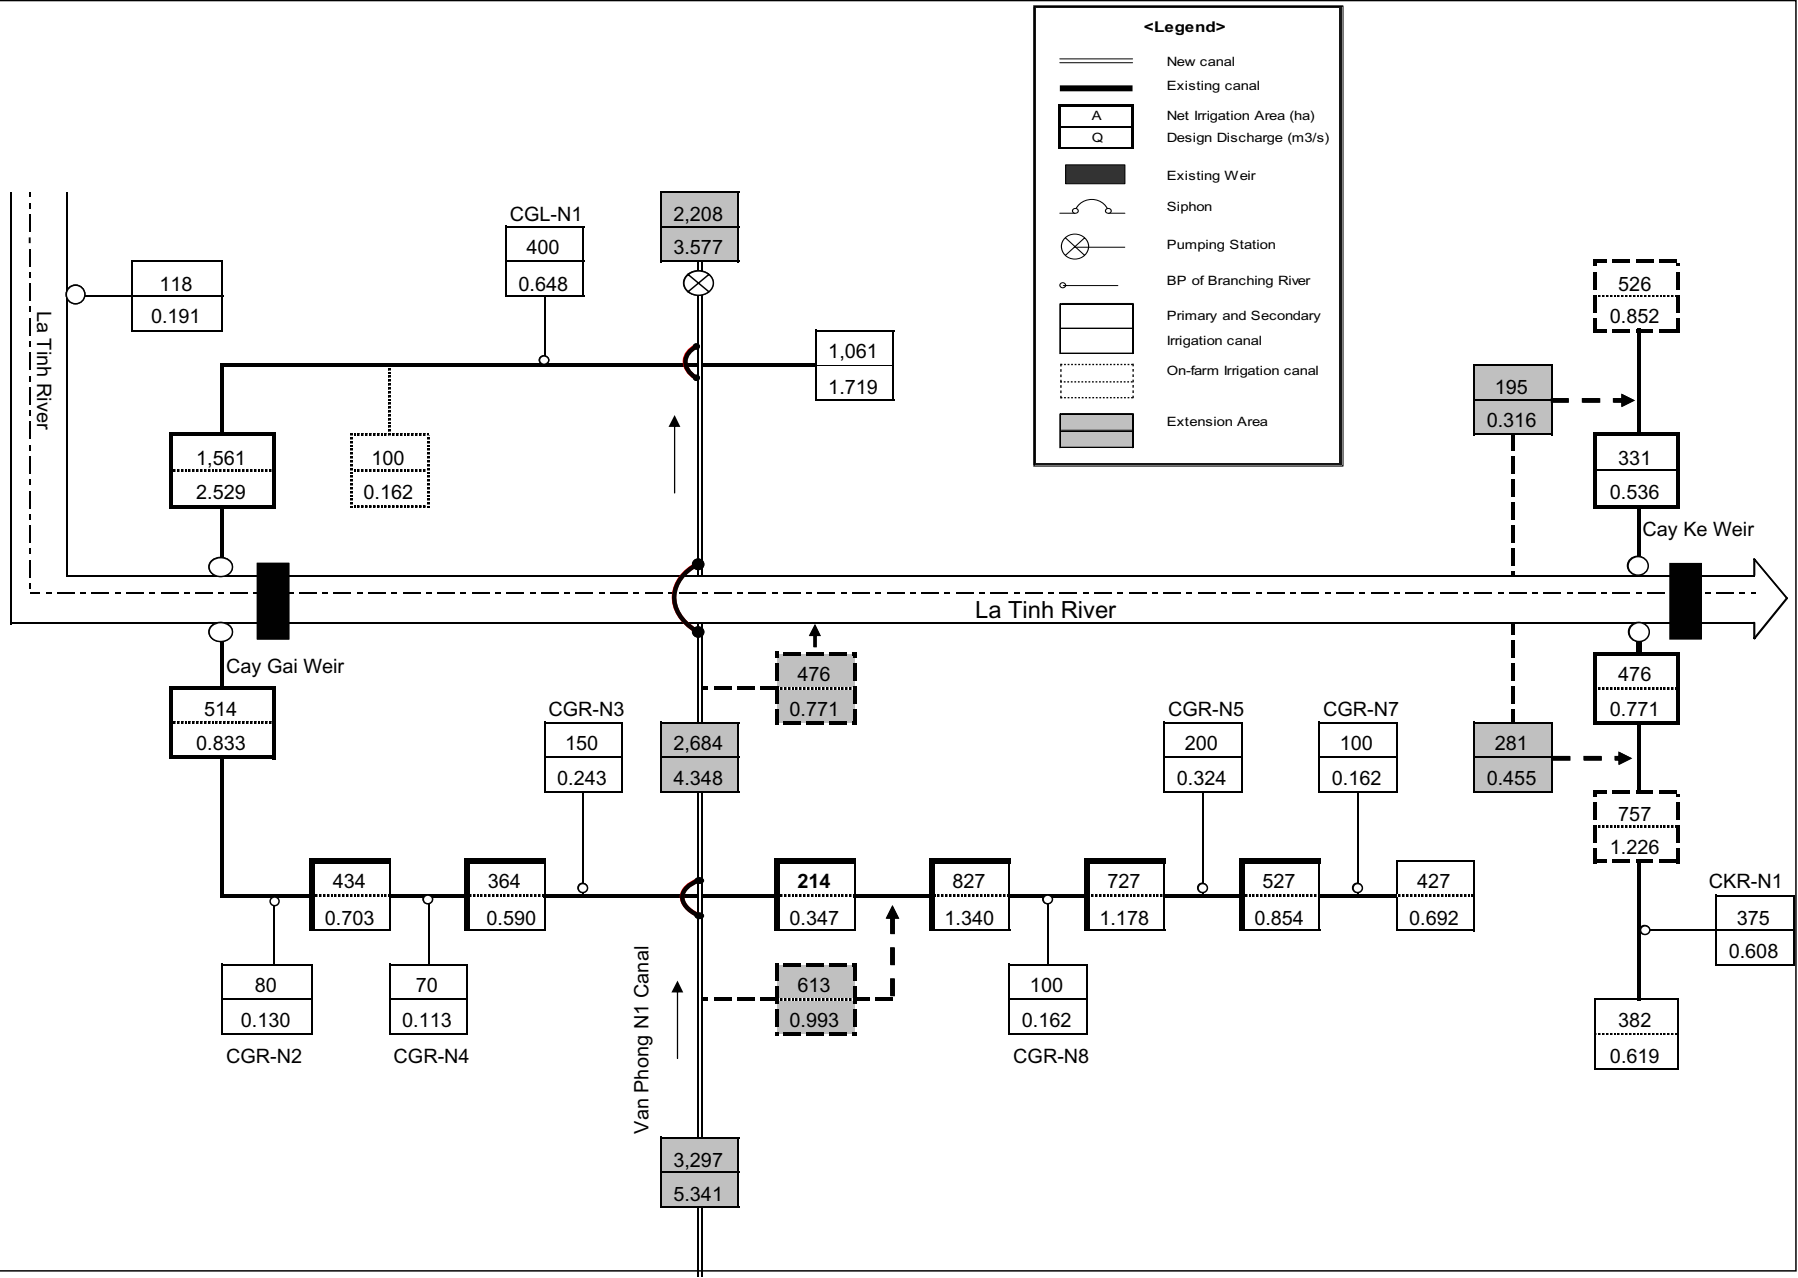 <Legend>
New canal
Existing canal
A
Net Irrigation Area (ha)
Q
Design Discharge (m3/s)
Existing Weir
Siphon
Pumping Station
BP of Branching River
Primary and Secondary
Irrigation canal
On-farm Irrigation canal
Extension Area
La Tinh River
118
0.191
CGL-N1
400
0.648
2,208
3.577
1,061
1.719
1,561
2.529
100
0.162
526
0.852
195
0.316
331
0.536
Cay Ke Weir
La Tinh River
Cay Gai Weir
514
0.833
476
0.771
476
0.771
CGR-N3
150
0.243
2,684
4.348
CGR-N5
200
0.324
CGR-N7
100
0.162
281
0.455
757
1.226
434
0.703
364
0.590
214
0.347
827
1.340
727
1.178
527
0.854
427
0.692
CKR-N1
375
0.608
80
0.130
CGR-N2
70
0.113
CGR-N4
Van Phong N1 Canal
613
0.993
100
0.162
CGR-N8
382
0.619
3,297
5.341